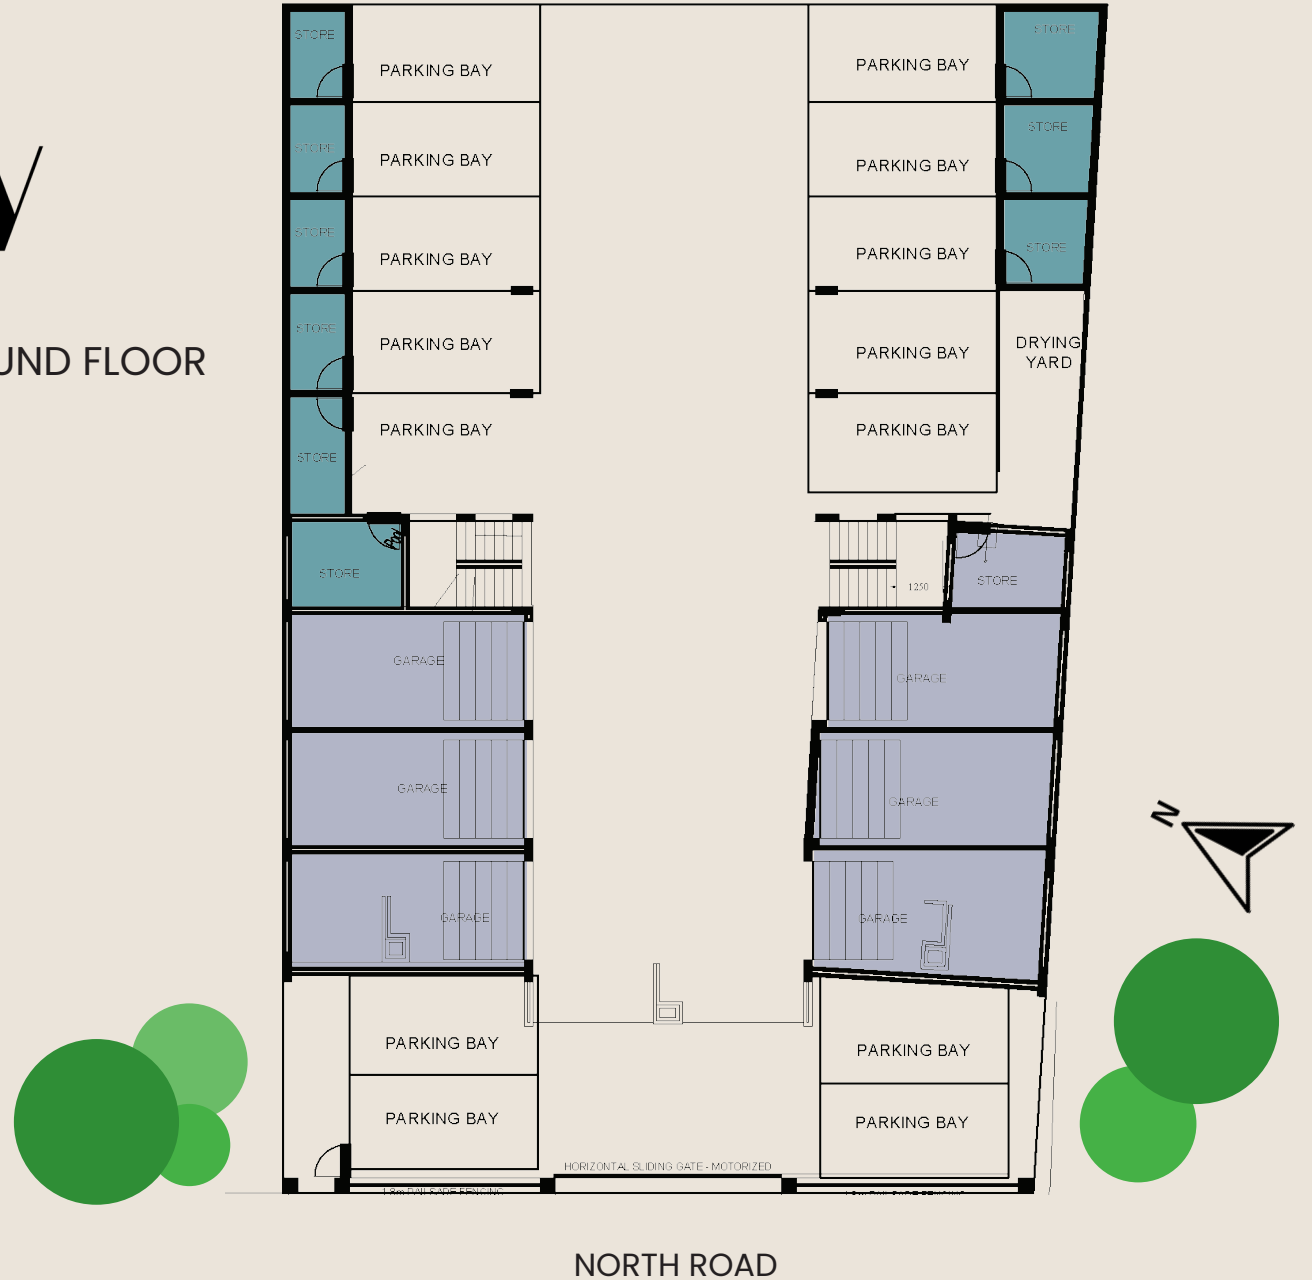 STORE
PARKING BAY
PARKING BAY
STORE
STORE
PARKING BAY
PARKING BAY
STORE
STORE
PARKING BAY
PARKING BAY
STORE
UND FLOOR
STORE
PARKING BAY
PARKING BAY
DRYING
YARD
STORE
PARKING BAY
PARKING BAY
STORE
1250
STORE
GARAGE
GARAGE
GARAGE
GARAGE
GARAGE
GARAGE
N
PARKING BAY
PARKING BAY
PARKING BAY
PARKING BAY
HORIZONTAL SLIDING GATE - MOTORIZED
NORTH ROAD